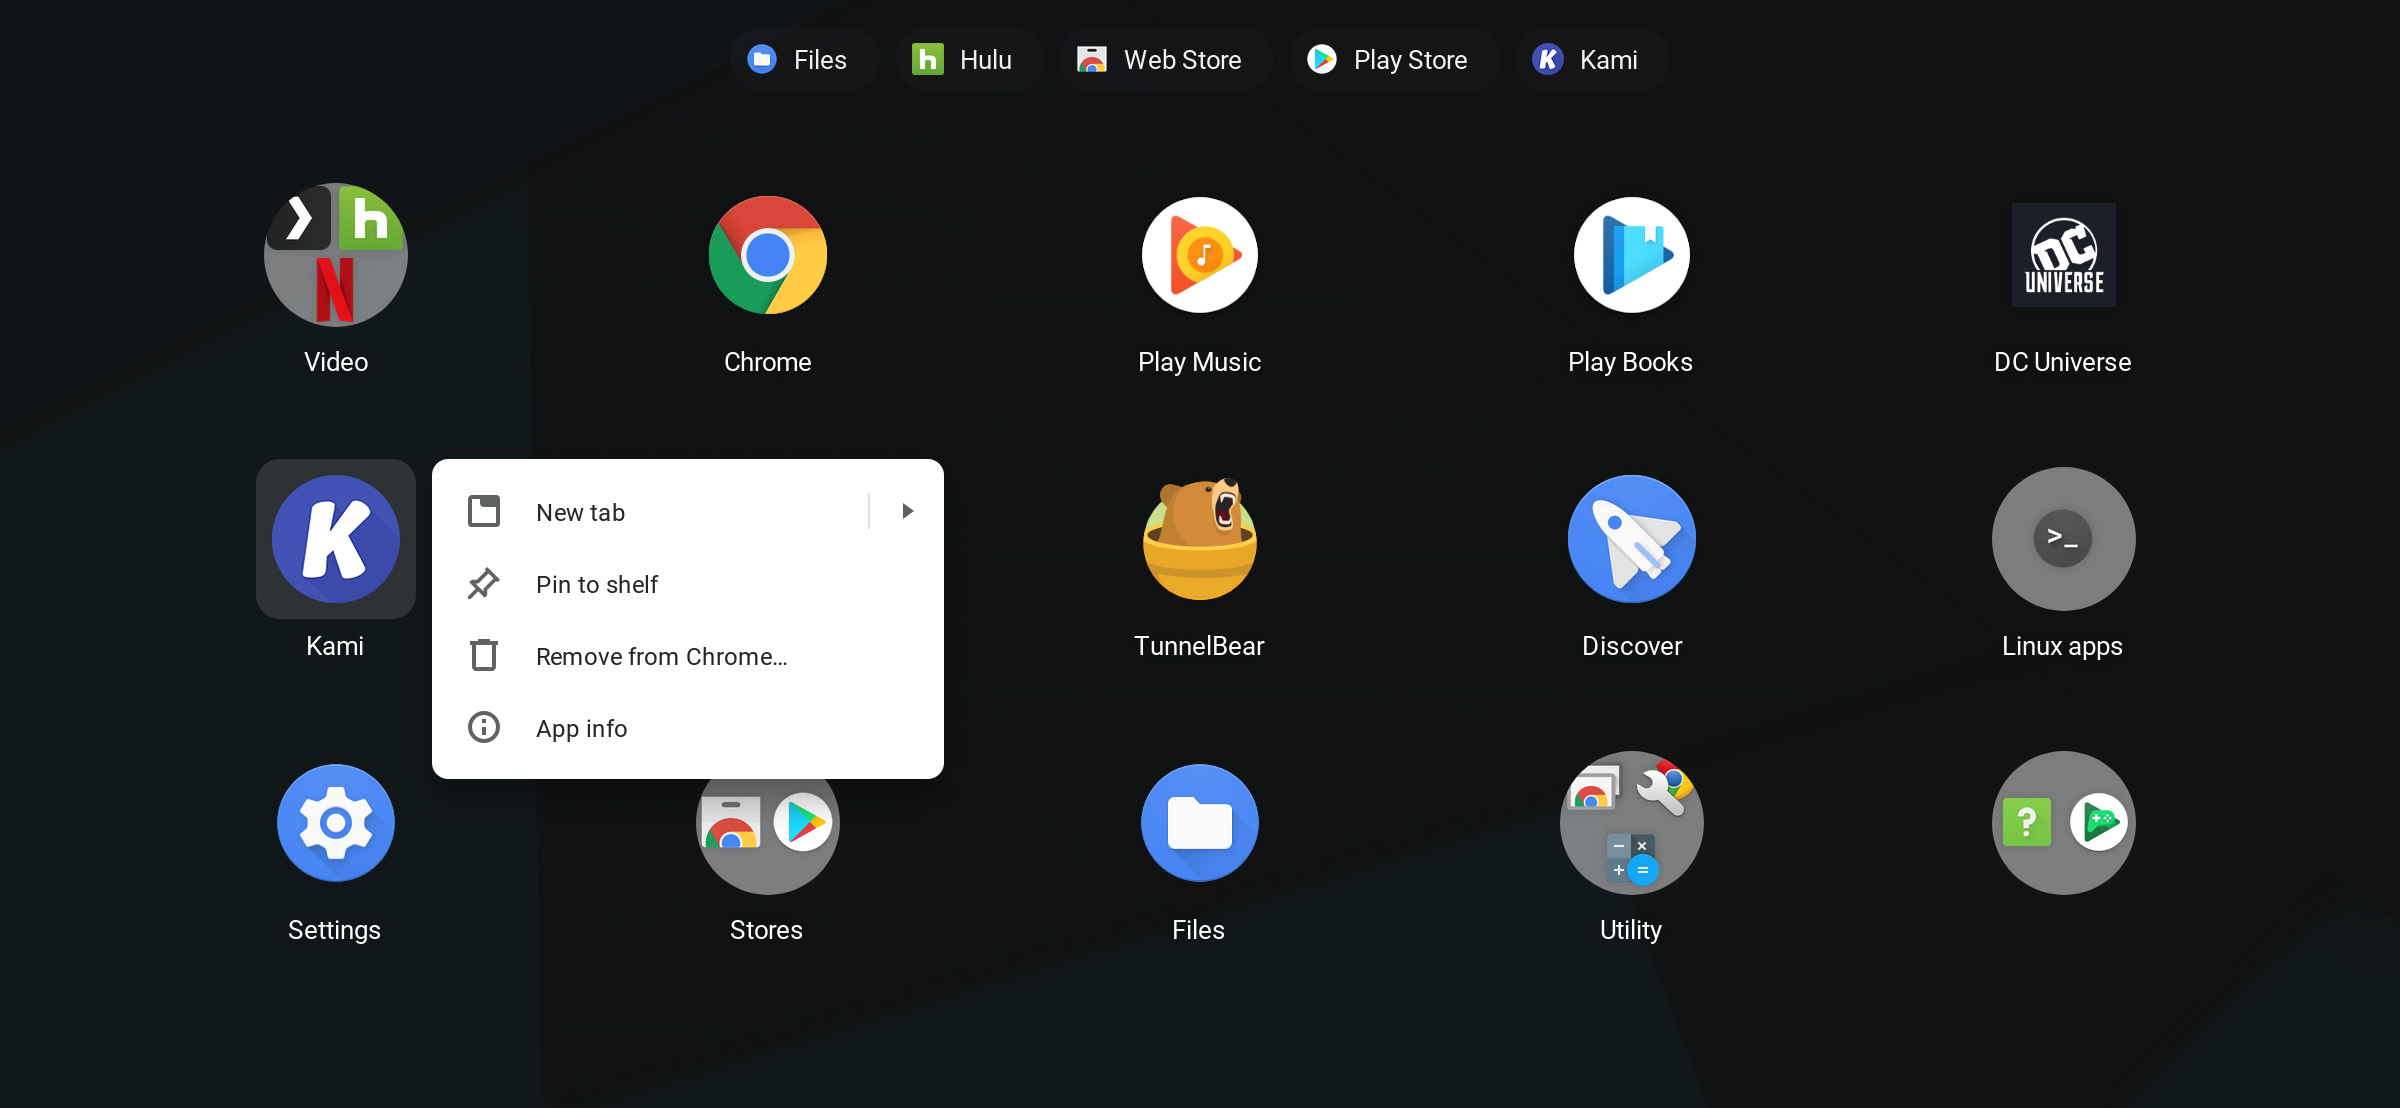 Files
Hulu
Web Store
Play Store
Kami
Video
Chrome
Play Music
Play Books
DC
UNIVERSE
DC Universe
Kami
New tab
Pin to shelf
Remove from Chrome…
App info
TunnelBear
Discover
>_
Linux apps
Settings
Stores
Files
Utility